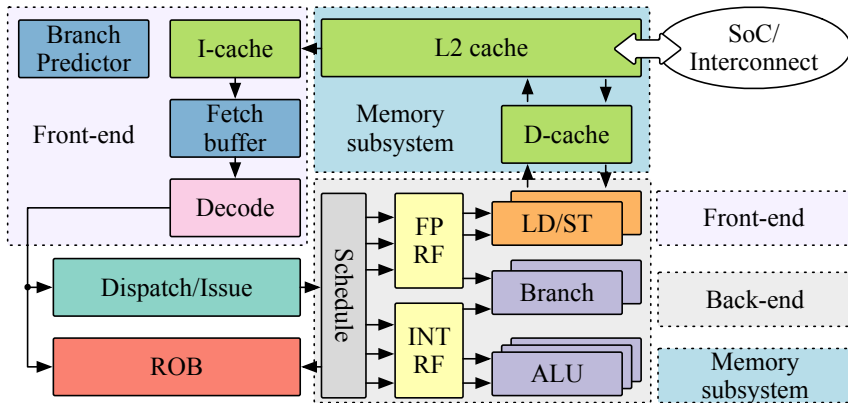 Branch
Predictor
I-cache
L2 cache
SoC/
Interconnect
Front-end
Fetch
buffer
Memory
subsystem
D-cache
Decode
Schedule
FP
RF
LD/ST
Front-end
Dispatch/Issue
Branch
Back-end
ROB
INT
RF
ALU
Memory
subsystem